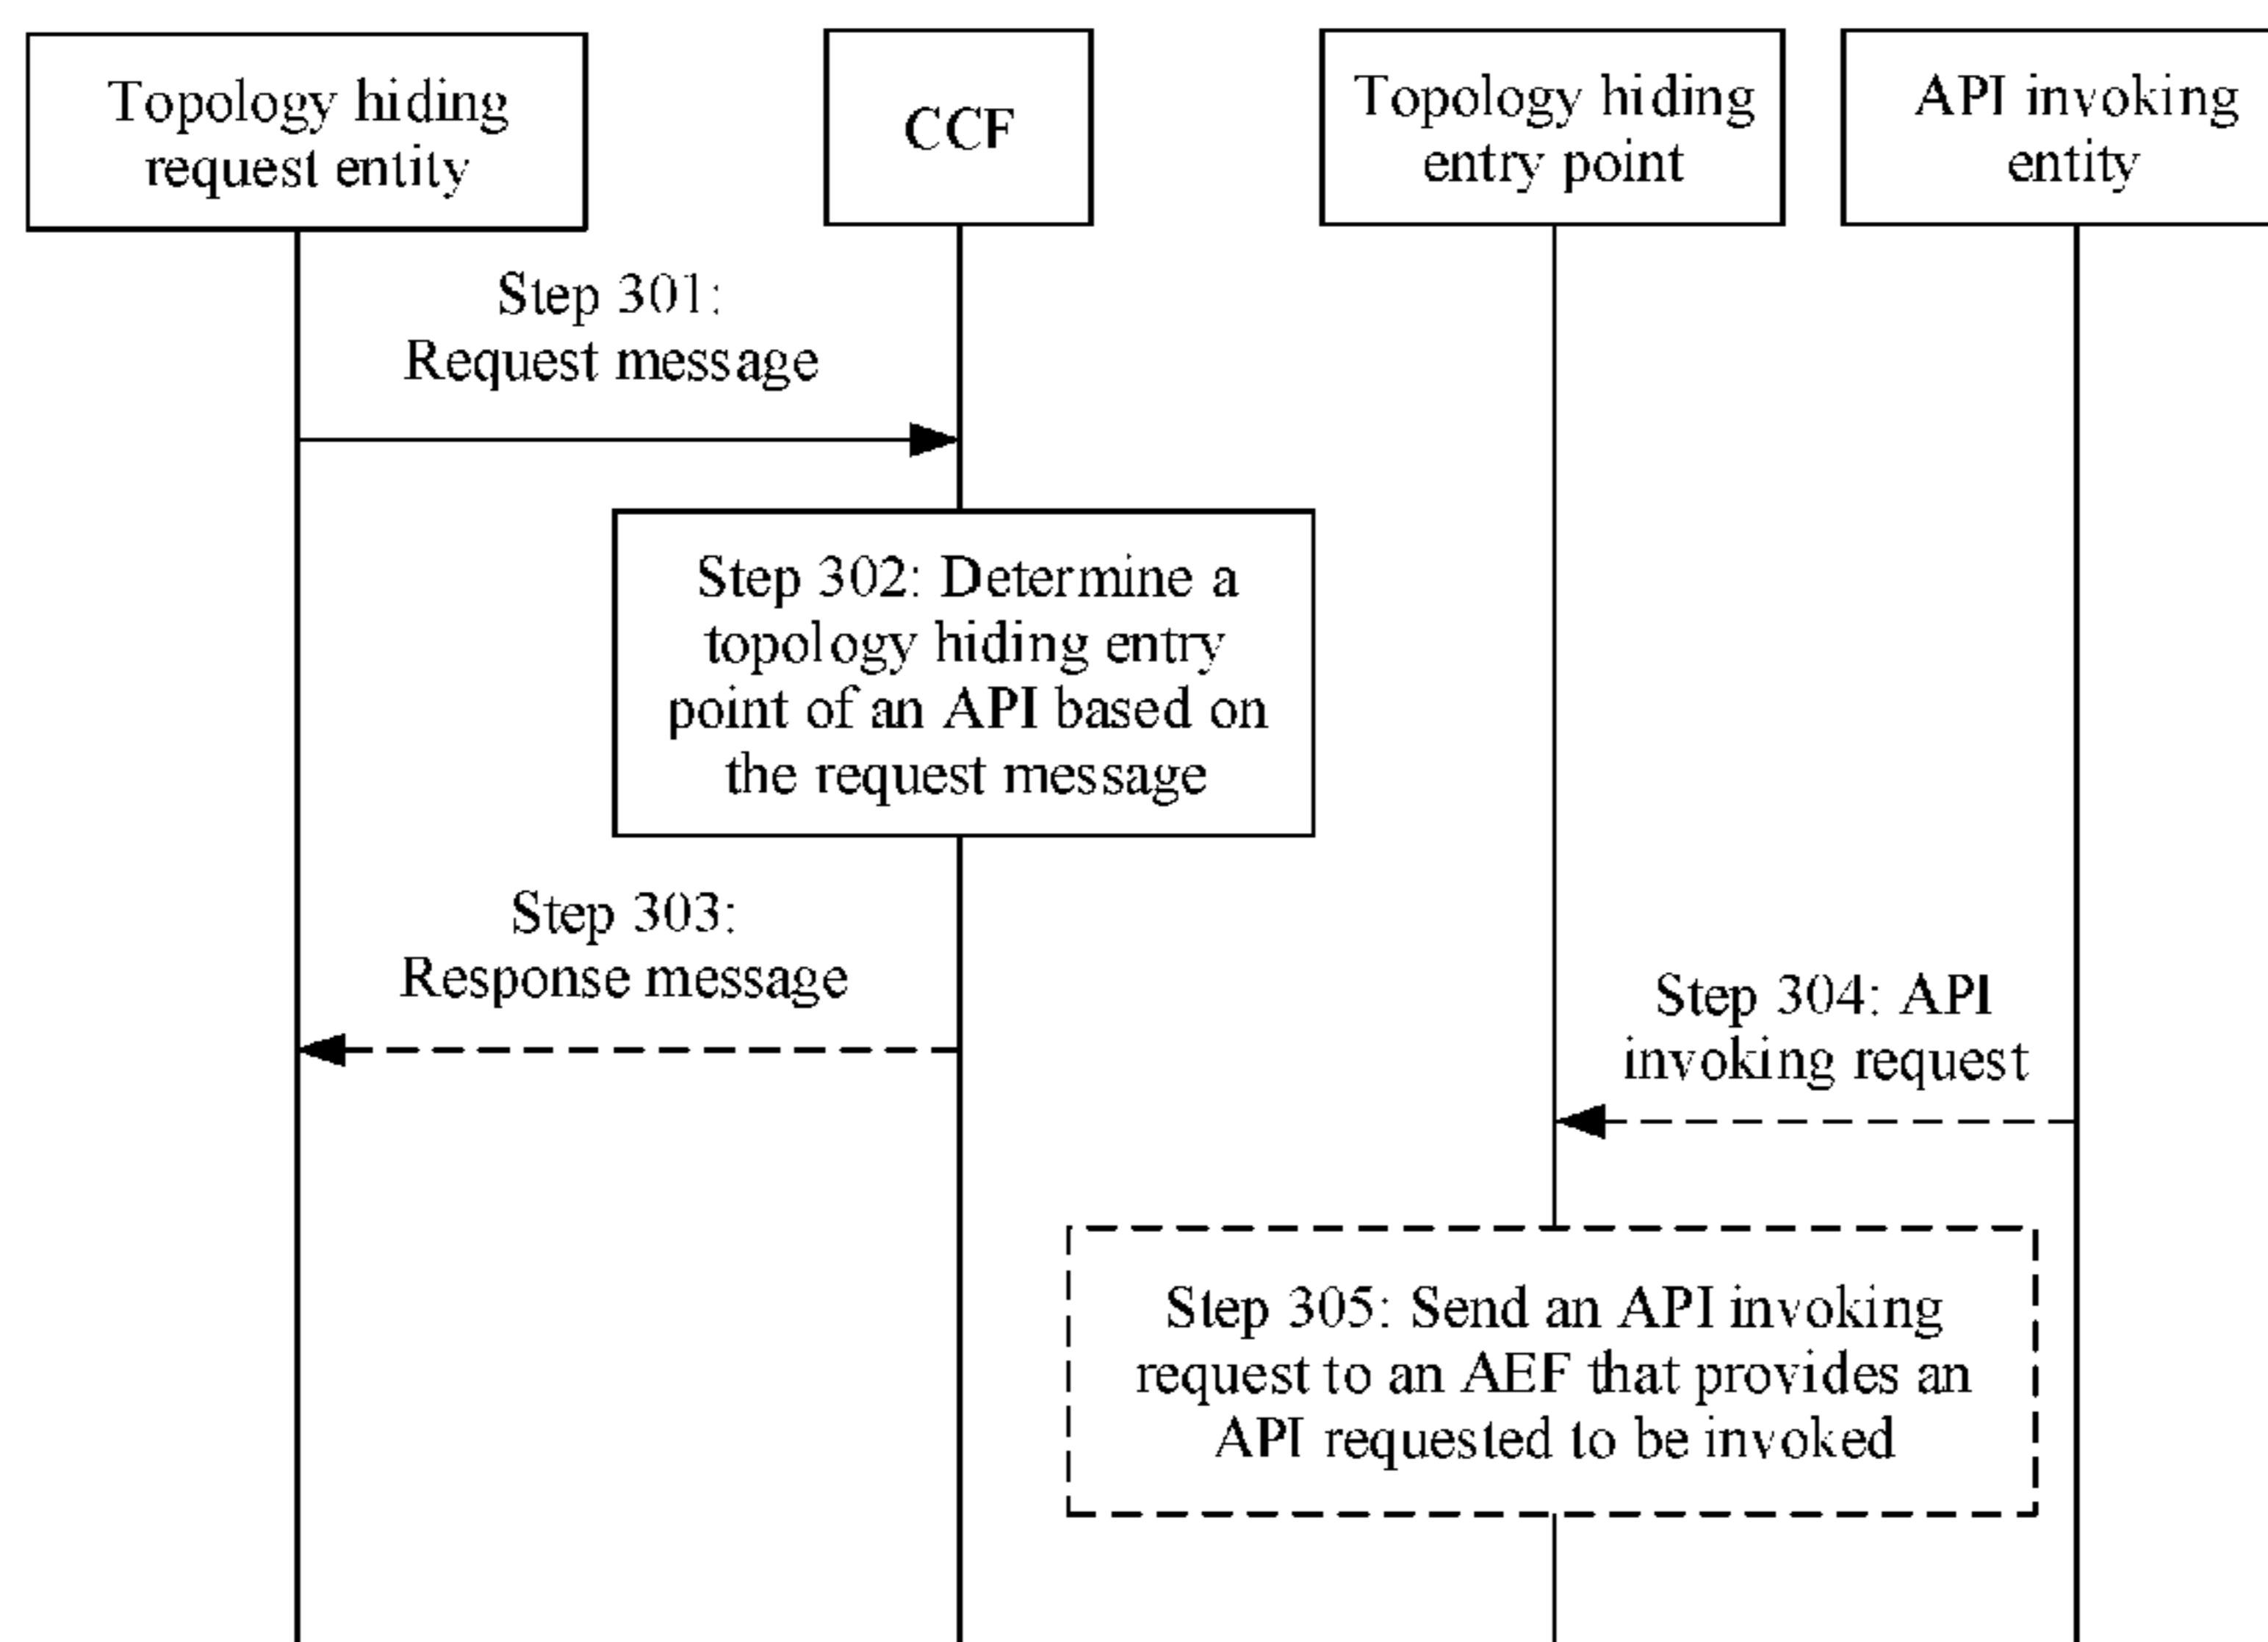 Topology hiding
request entity
CCF
Topology hiding
entry point
API invoking
entity
Step 301:
Request message
Step 302: Determine a
topology hiding entry
point of an API based on
the request message
Step 303:
Response message
Step 304: API
invoking request
Step 305: Send an API invoking
request to an AEF that provides an
API requested to be invoked